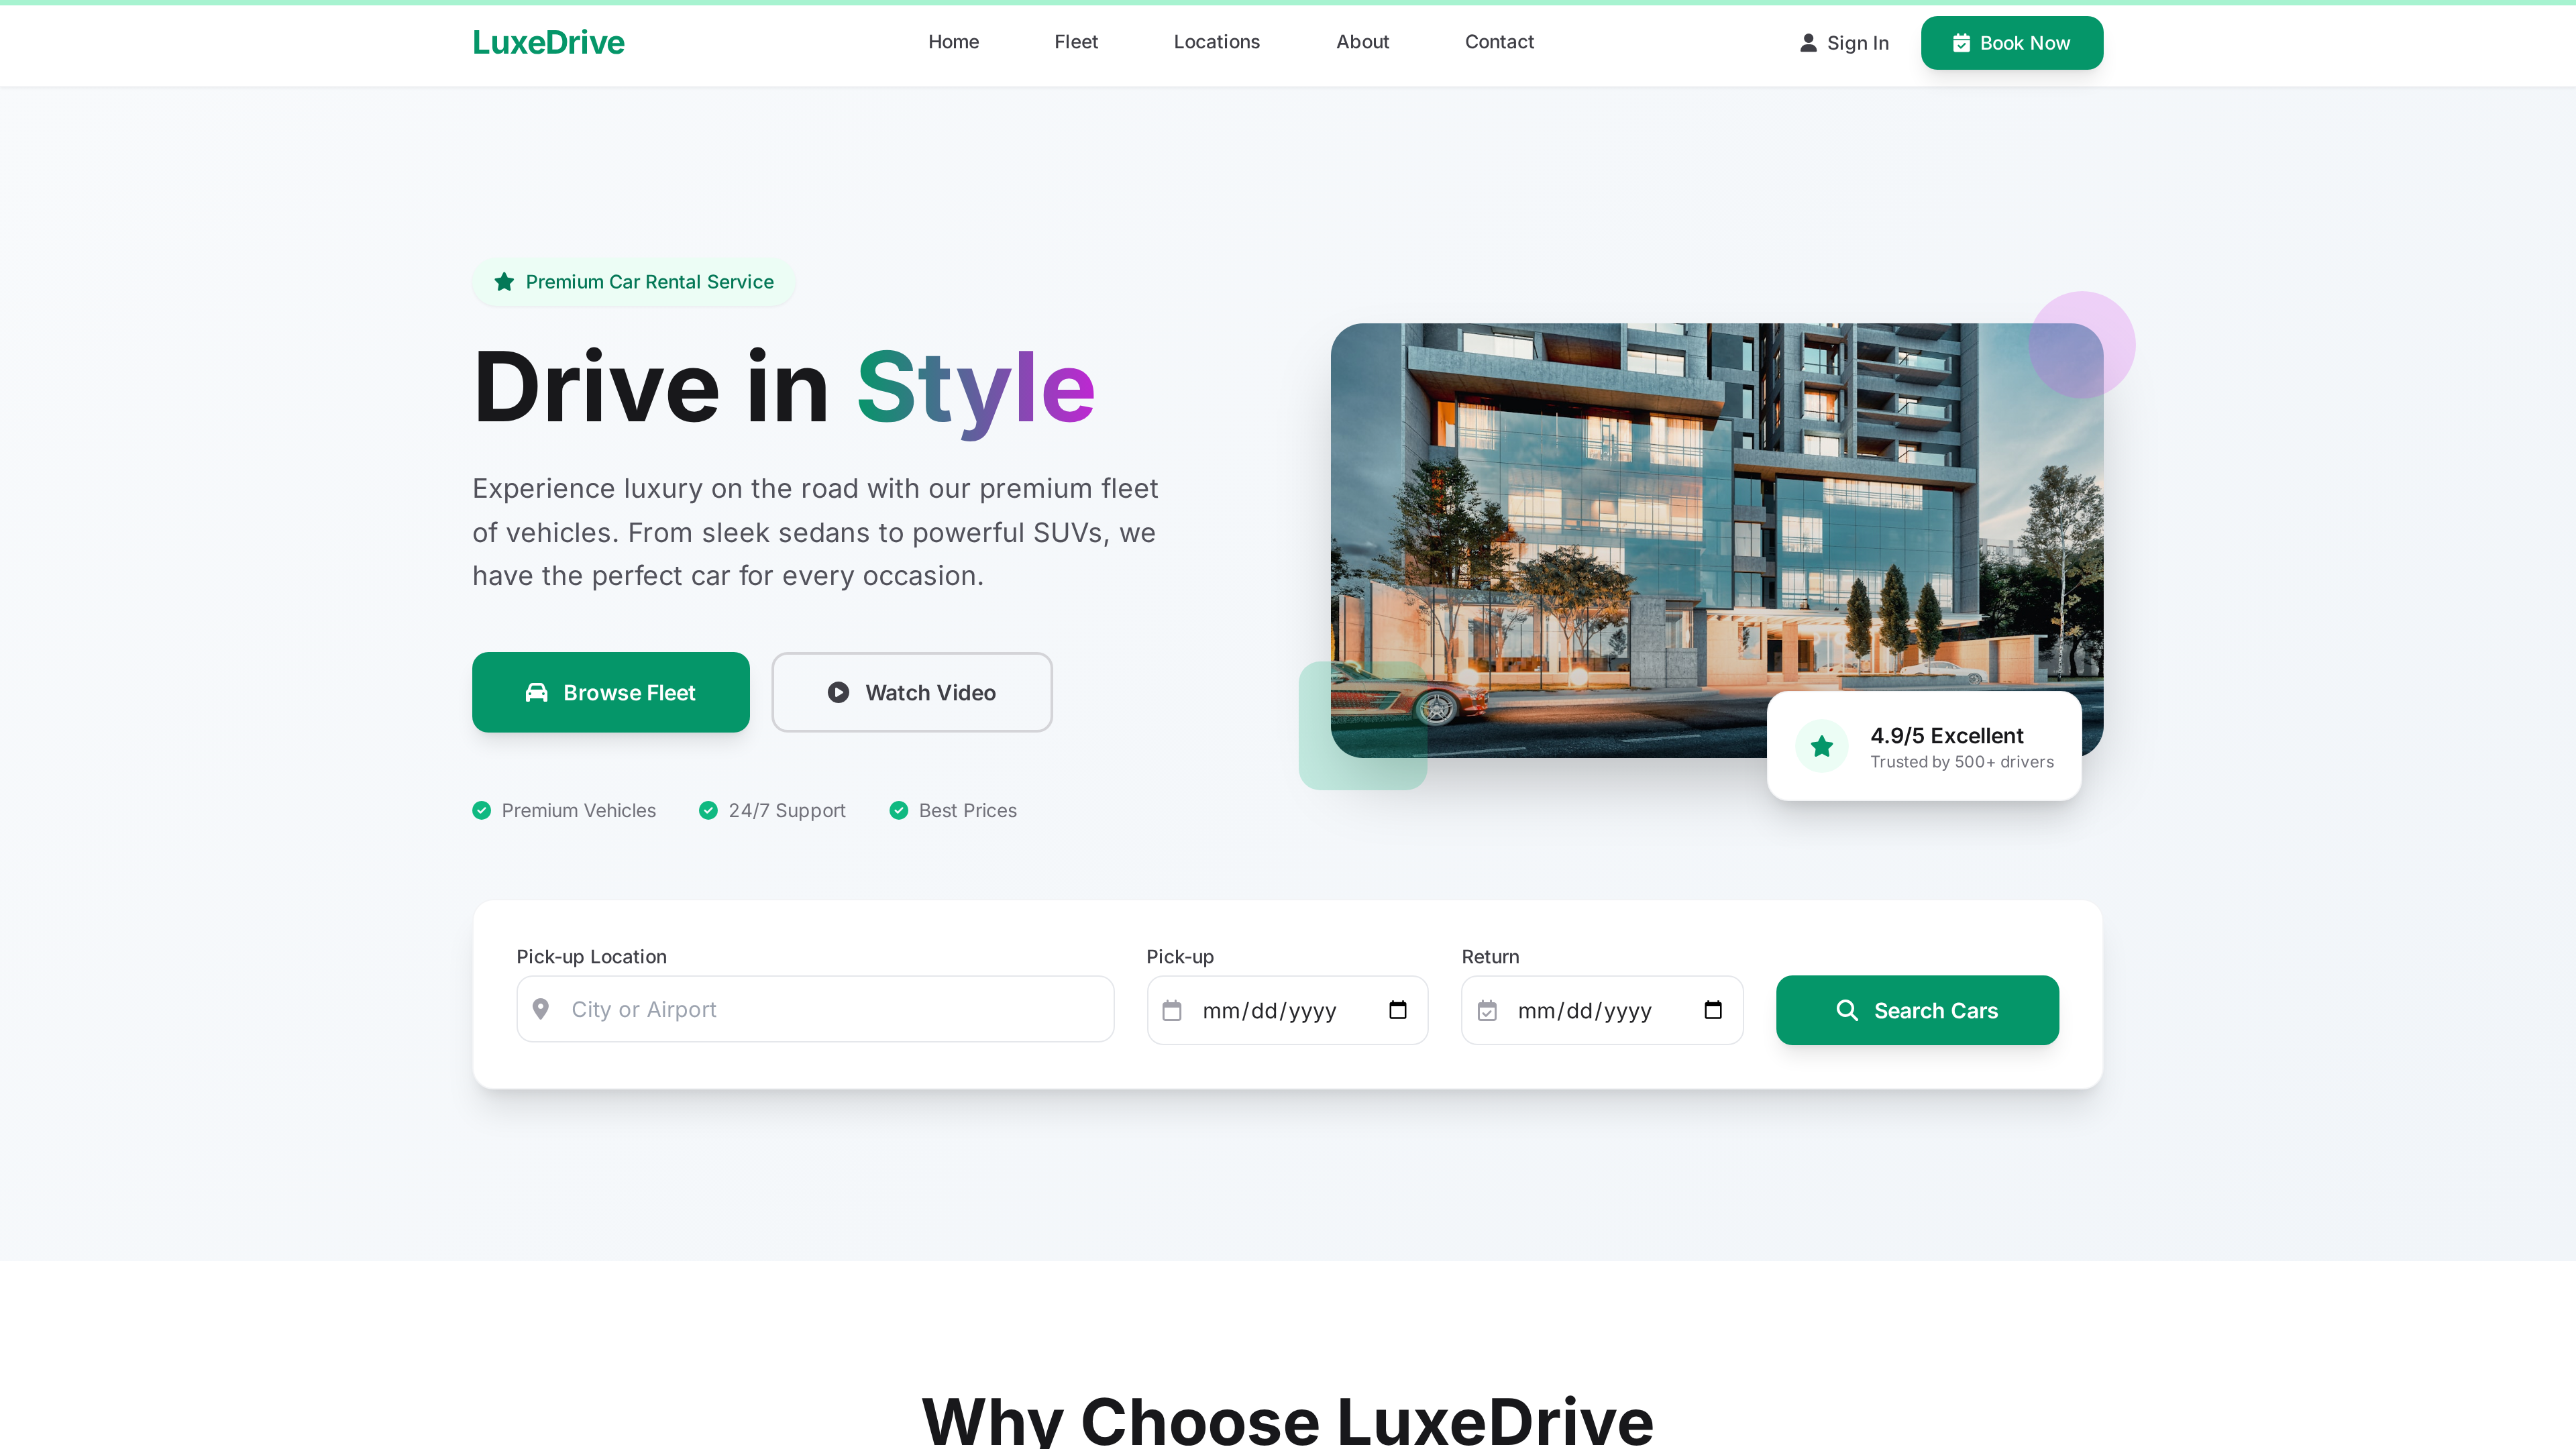 LuxeDrive
Home
Fleet
Locations
About
Contact
Sign In
Book Now
Premium Car Rental Service
Drive in Style
Experience luxury on the road with our premium fleet
of vehicles. From sleek sedans to powerful SUVs, we
have the perfect car for every occasion.
Browse Fleet
Watch Video
Premium Vehicles
24/7 Support
Best Prices
4.9/5 Excellent
Trusted by 500+ drivers
Pick-up Location
City or Airport
Pick-up
mm/dd/yyyy
Return
mm/dd/yyyy
Search Cars
Why Choose LuxeDrive